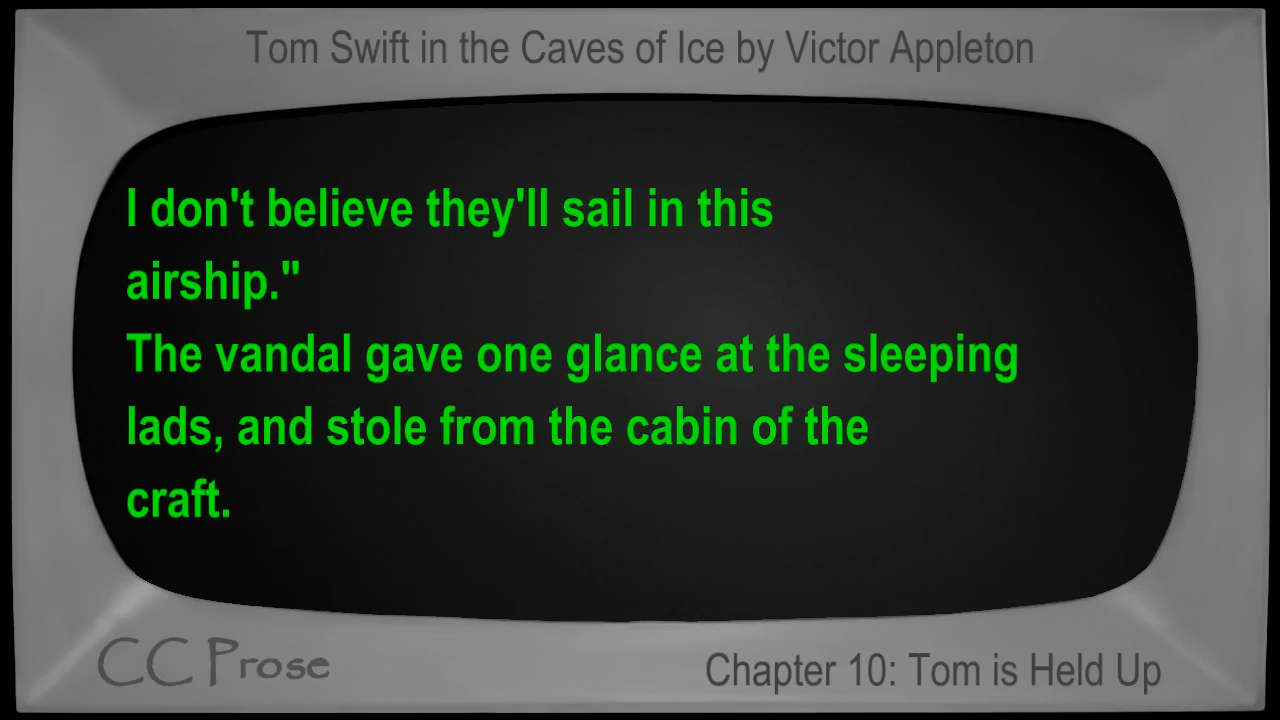 Tom Swift in the Caves of Ice by Victor Appleton
I don't believe they'll sail in this
airship."
The vandal gave one glance at the sleeping
lads, and stole from the cabin of the
craft.
CC Prose
Chapter 10: Tom is Held Up